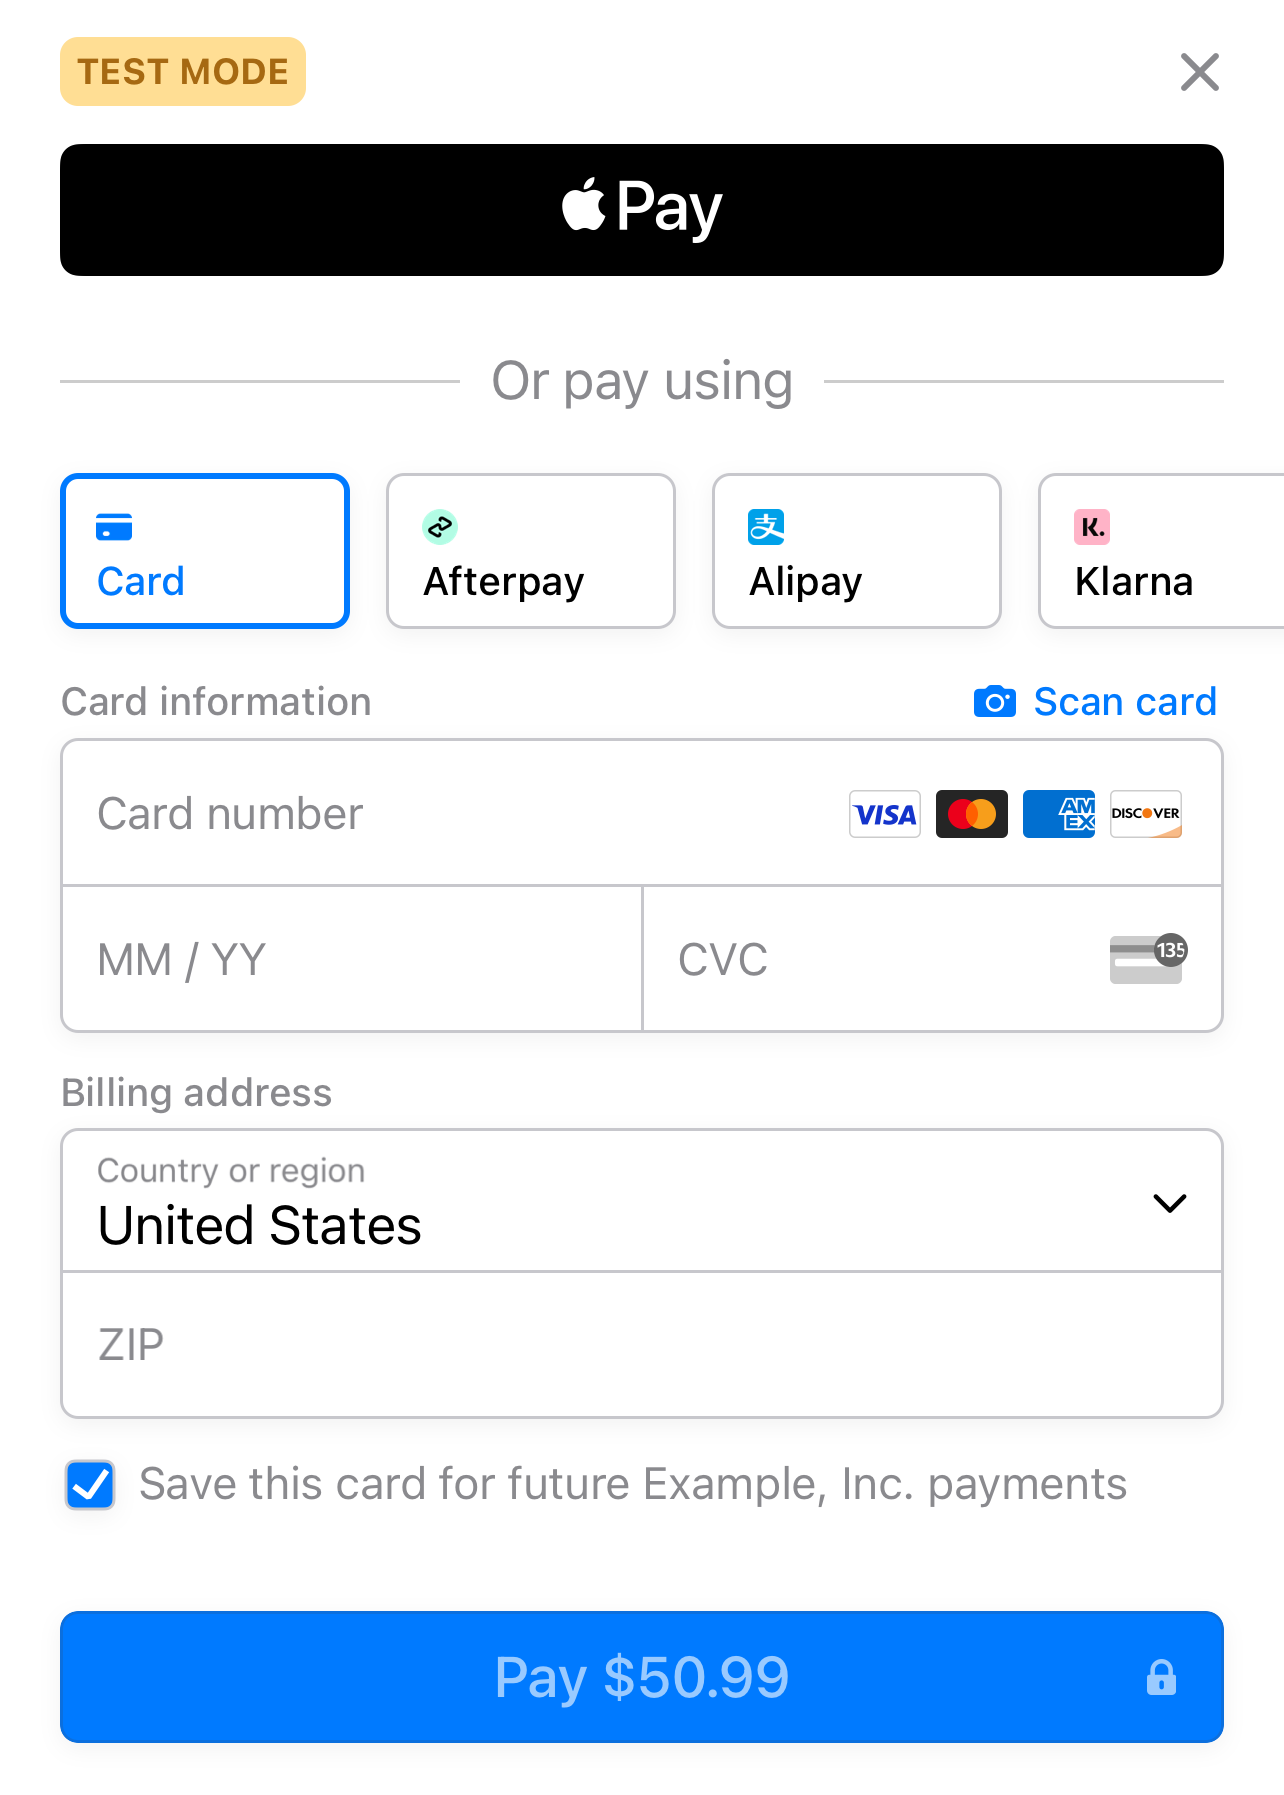 TEST MODE
Pay
Or pay using
Card
Afterpay
支
Alipay
K.
Klarna
Card information
Scan card
Card number
VISA
AM
EX
DISCOVER
MM / YY
CVC
135
Billing address
Country or region
United States
ZIP
Save this card for future Example, Inc. payments
Pay $50.99